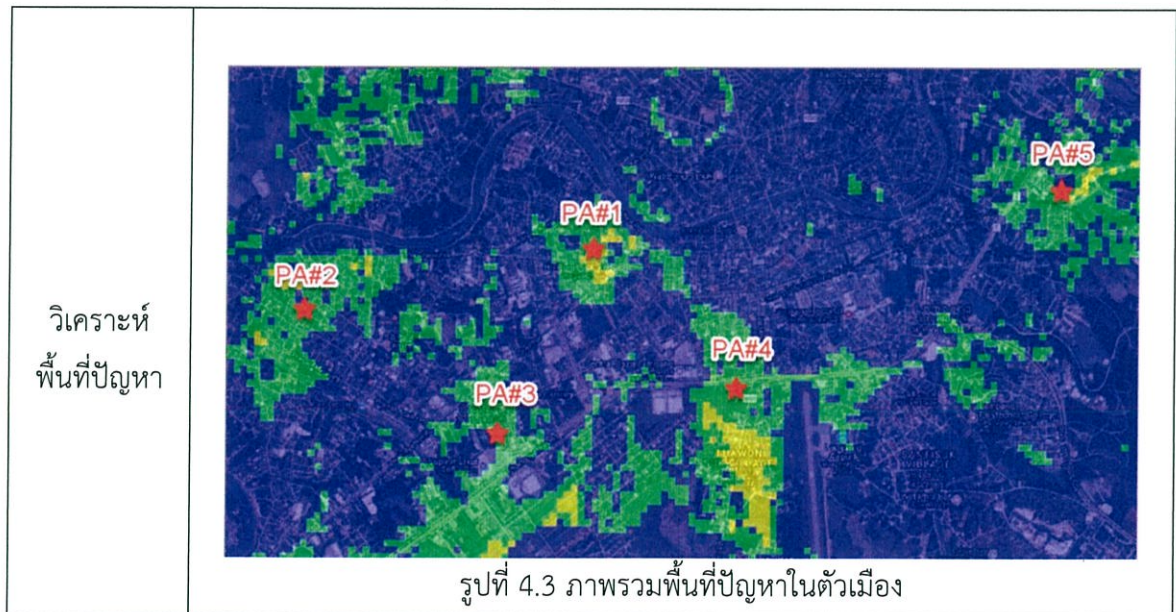 วิเคราะห์
พื้นที่ปัญหา
PA#1
PA#2
PA#3
PA#4
PA#5
รูปที่ 4.3 ภาพรวมพื้นที่ปัญหาในตัวเมือง